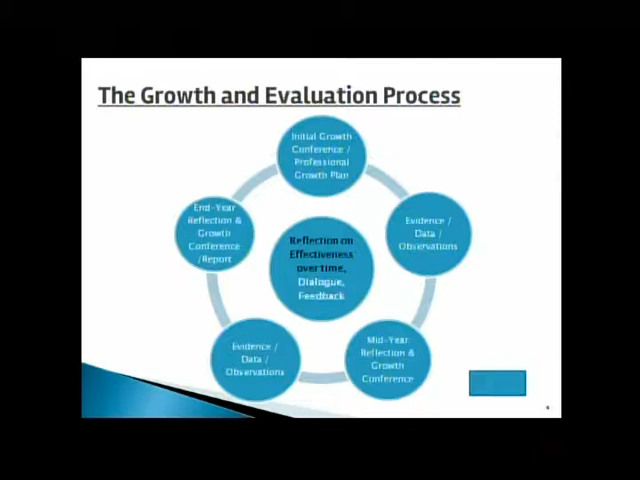 The Growth and Evaluation Process
Initial Growth
Conference /
Professional
Growth Plan
Evidence /
Data /
Observations
Mid-Year
Reflection &
Growth
Conference
Evidence /
Data /
Observations
End-Year
Reflection &
Growth
Conference
/Report
Reflection on
Effectiveness
over time,
Dialogue,
Feedback
4